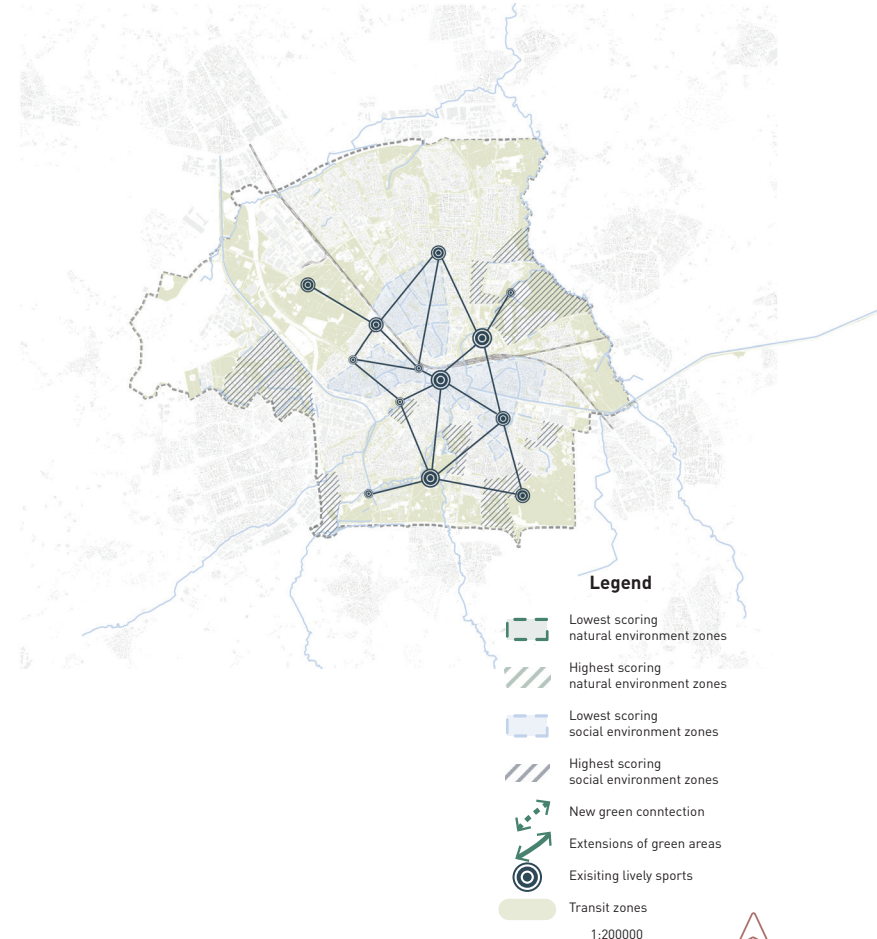 Legend
Lowest scoring
natural environment zones
Highest scoring
natural environment zones
Lowest scoring
social environment zones
Highest scoring
social environment zones
New green conntection
Extensions of green areas
Exisiting lively sports
Transit zones
1:200000